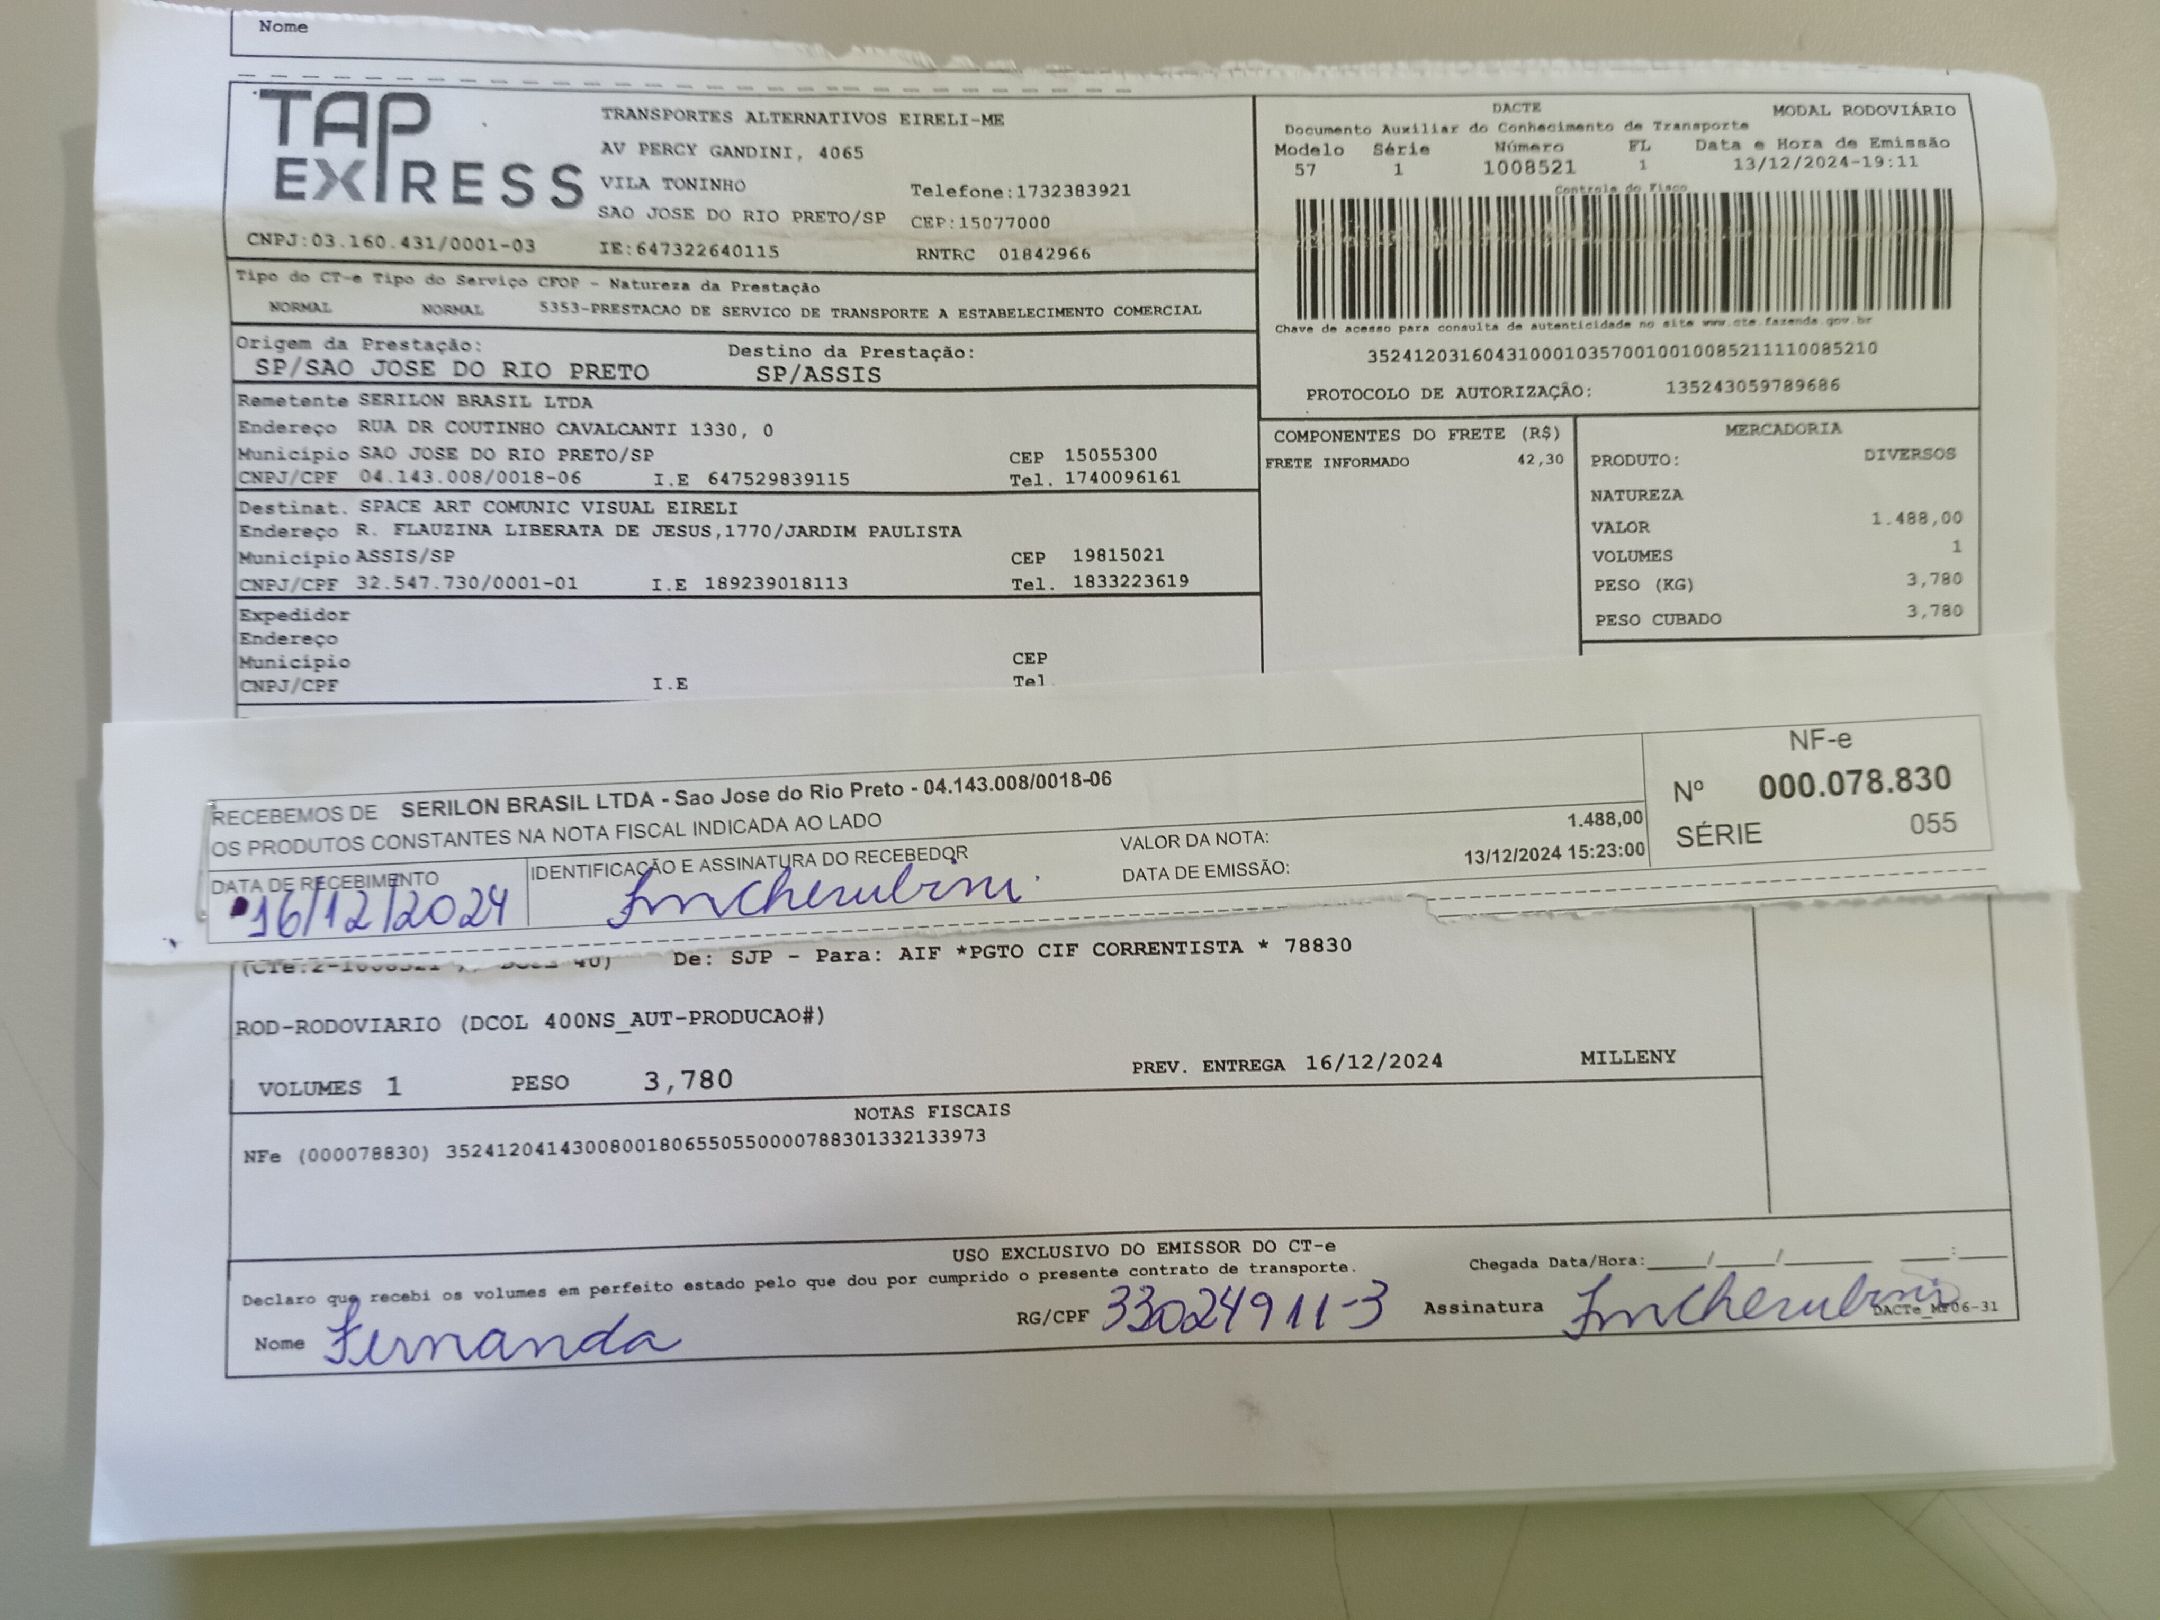 Nome
TAP EXPRESS
TRANSPORTES ALTERNATIVOS EIRELI-ME
AV PERCY GANDINI, 4065
VILA TONINHO Telefone:1732383921
SAO JOSE DO RIO PRETO/SP CEP:15077000
CNPJ:03.160.431/0001-03 IE:647322640115 RNTRC 01842966
DACTE MODAL RODOVIÁRIO
Documento Auxiliar do Conhecimento de Transporte
Modelo Série Número FL Data e Hora de Emissão
57 1 1008521 1 13/12/2024-19:11
Controle do Fisco
Chave de acesso para consulta de autenticidade no site www.cte.fazenda.gov.br
35241203160431000103570010010085211110085210
PROTOCOLO DE AUTORIZAÇÃO: 135243059789686
Tipo do CT-e Tipo do Serviço CFOP - Natureza da Prestação
NORMAL NORMAL 5353-PRESTACAO DE SERVICO DE TRANSPORTE A ESTABELECIMENTO COMERCIAL
Origem da Prestação: Destino da Prestação:
SP/SAO JOSE DO RIO PRETO SP/ASSIS
Remetente SERILON BRASIL LTDA
Endereço RUA DR COUTINHO CAVALCANTI 1330, 0
Município SAO JOSE DO RIO PRETO/SP CEP 15055300
CNPJ/CPF 04.143.008/0018-06 I.E 647529839115 Tel. 1740096161
Destinat. SPACE ART COMUNIC VISUAL EIRELI
Endereço R. FLAUZINA LIBERATA DE JESUS,1770/JARDIM PAULISTA
Município ASSIS/SP CEP 19815021
CNPJ/CPF 32.547.730/0001-01 I.E 189239018113 Tel. 1833223619
Expedidor
Endereço
Município CEP
CNPJ/CPF I.E Tel
COMPONENTES DO FRETE (R$)
FRETE INFORMADO 42,30
MERCADORIA
PRODUTO: DIVERSOS
NATUREZA
VALOR 1.488,00
VOLUMES 1
PESO (KG) 3,780
PESO CUBADO 3,780
RECEBEMOS DE SERILON BRASIL LTDA - Sao Jose do Rio Preto - 04.143.008/0018-06
OS PRODUTOS CONSTANTES NA NOTA FISCAL INDICADA AO LADO
DATA DE RECEBIMENTO IDENTIFICAÇÃO E ASSINATURA DO RECEBEDOR
16/12/2024
VALOR DA NOTA: 1.488,00
DATA DE EMISSÃO: 13/12/2024 15:23:00
NF-e
Nº 000.078.830
SÉRIE 055
De: SJP - Para: AIF *PGTO CIF CORRENTISTA * 78830
ROD-RODOVIARIO (DCOL 400NS_AUT-PRODUCAO#)
VOLUMES 1 PESO 3,780 PREV. ENTREGA 16/12/2024 MILLENY
NOTAS FISCAIS
NFe (000078830) 35241204143008001806550550000788301332133973
USO EXCLUSIVO DO EMISSOR DO CT-e
Declaro que recebi os volumes em perfeito estado pelo que dou por cumprido o presente contrato de transporte. Chegada Data/Hora:____/____/______ ___:___
Nome Fernanda RG/CPF 33024911-3 Assinatura